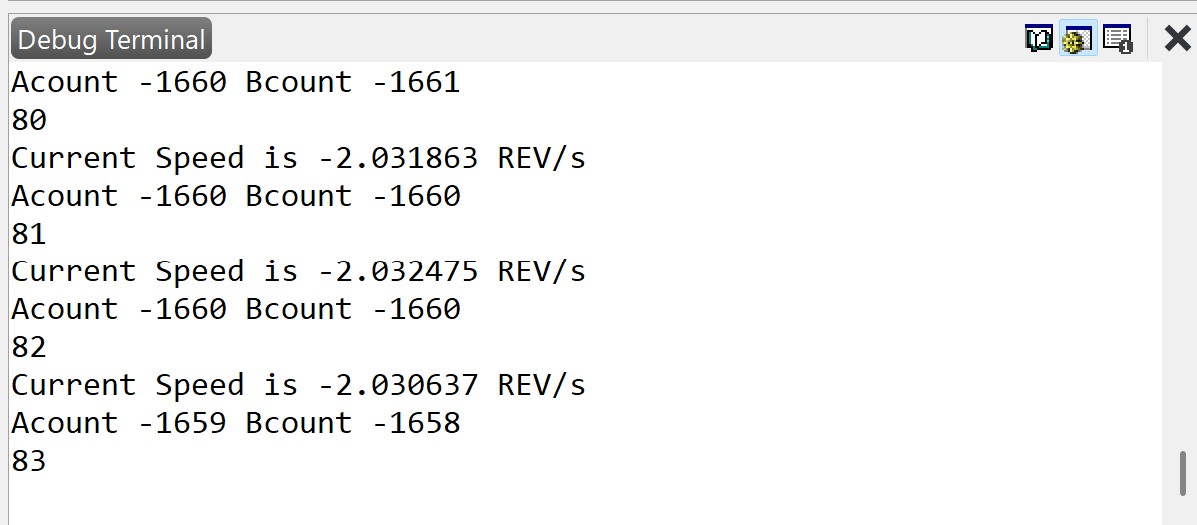 Debug Terminal
Acount -1660 Bcount -1661
80
Current Speed is -2.031863 REV/s
Acount -1660 Bcount -1660
81
Current Speed is -2.032475 REV/s
Acount -1660 Bcount -1660
82
Current Speed is -2.030637 REV/s
Acount -1659 Bcount -1658
83